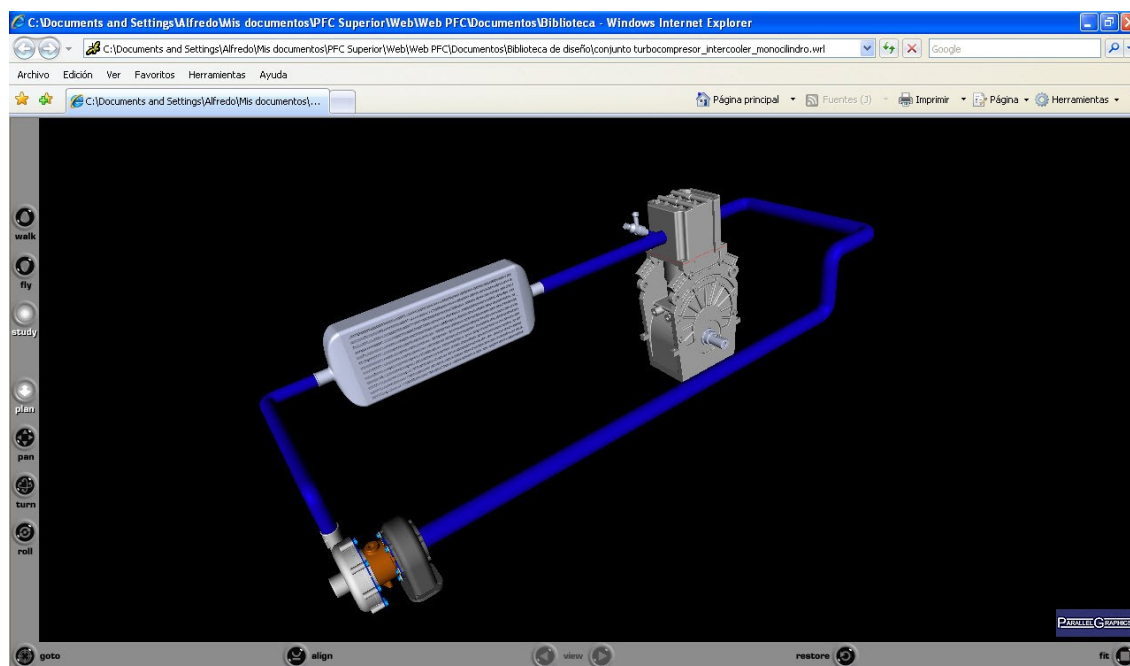 C:\Documents and Settings\Alfredo\Mis documentos\PFC Superior\Web\Web PFC\Documentos\Biblioteca - Windows Internet Explorer
C:\Documents and Settings\Alfredo\Mis documentos\PFC Superior\Web\Web PFC\Documentos\Biblioteca de diseño\conjunto turbocompresor_intercooler_monocilindro.wrl
Google
Archivo Edición Ver Favoritos Herramientas Ayuda
C:\Documents and Settings\Alfredo\Mis documentos\...
Página principal Fuentes (J) Imprimir Página Herramientas
walk
fly
study
plan
pan
turn
roll
PARALLELGRAPHICS
goto align view restore fit